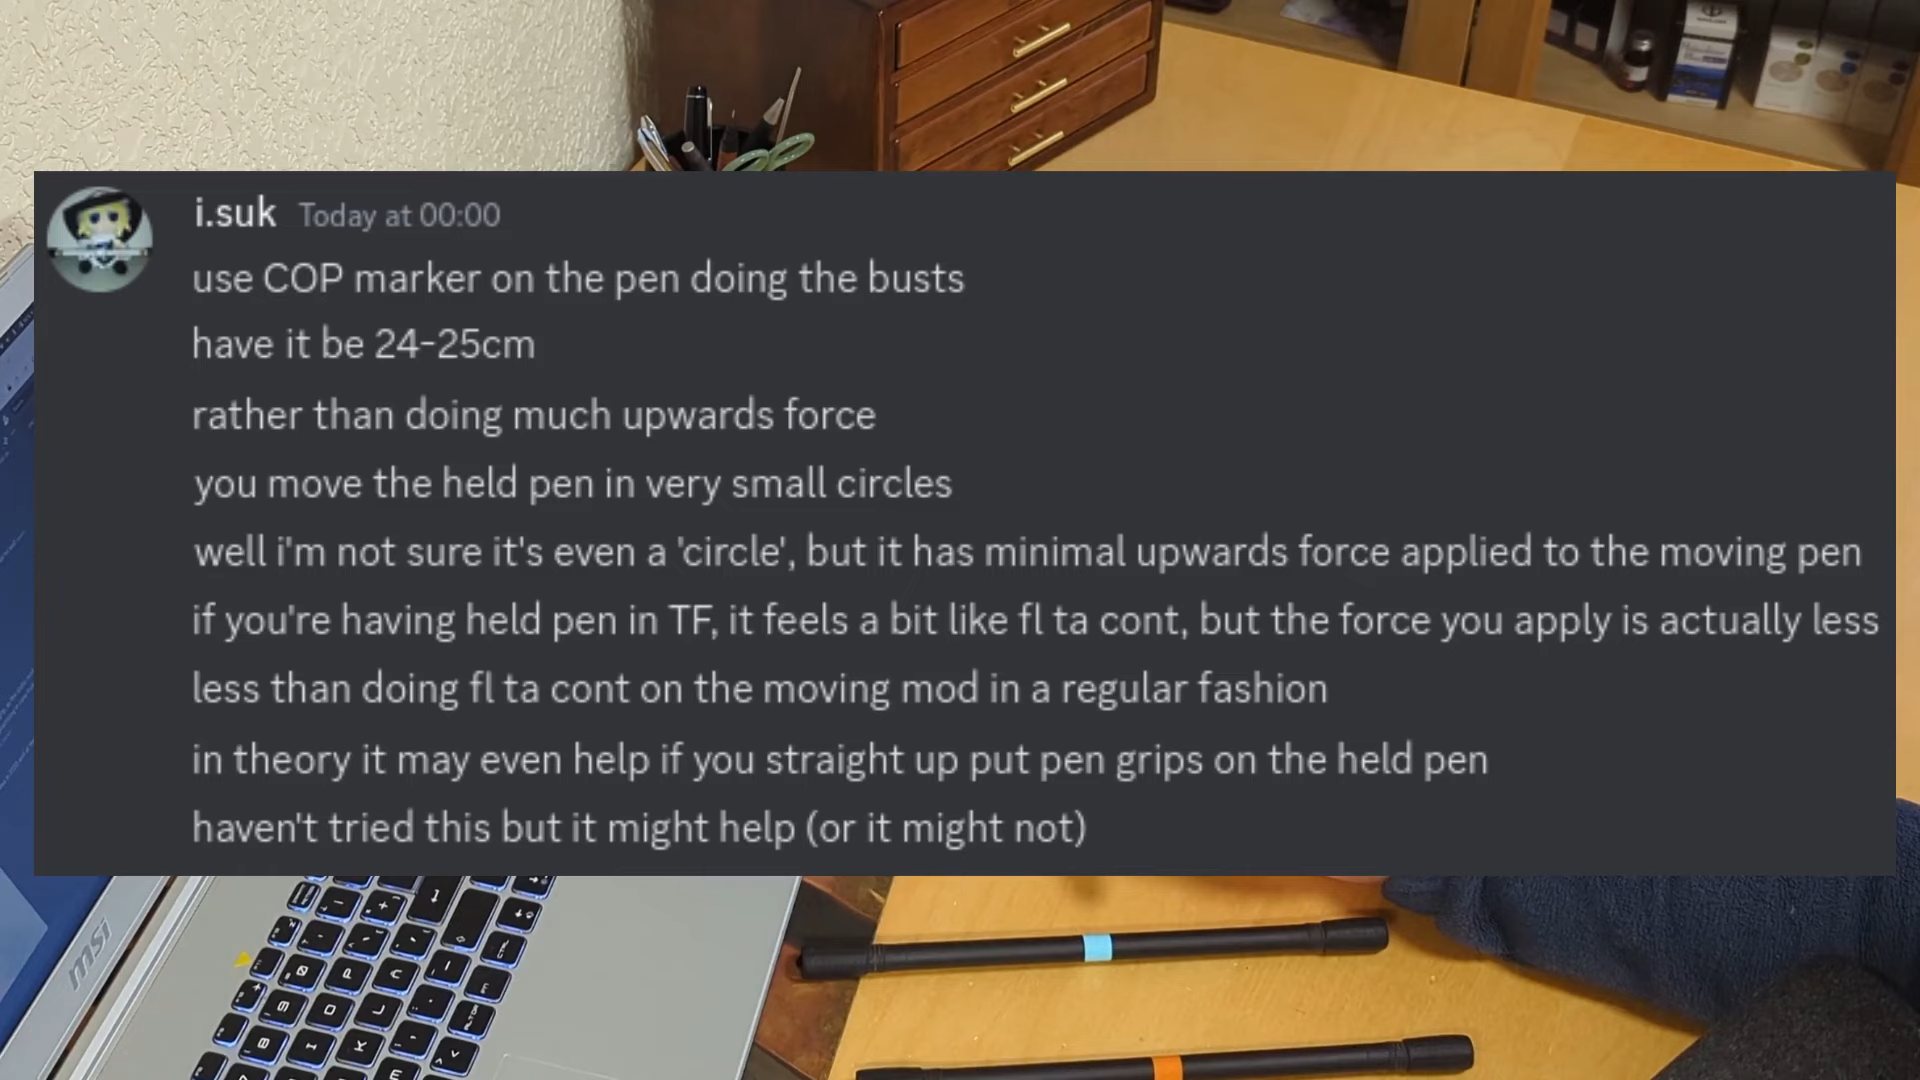 i.suk Today at 00:00
use COP marker on the pen doing the busts
have it be 24-25cm
rather than doing much upwards force
you move the held pen in very small circles
well i'm not sure it's even a 'circle', but it has minimal upwards force applied to the moving pen
if you're having held pen in TF, it feels a bit like fl ta cont, but the force you apply is actually less
less than doing fl ta cont on the moving mod in a regular fashion
in theory it may even help if you straight up put pen grips on the held pen
haven't tried this but it might help (or it might not)
msi